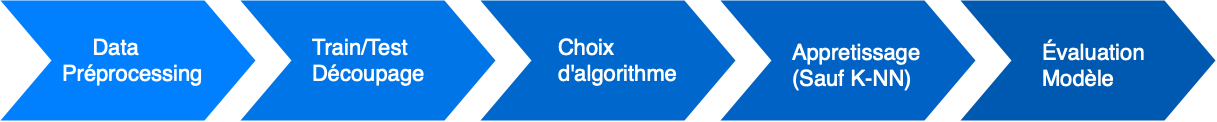 Data
Préprocessing
Train/Test
Découpage
Choix
d'algorithme
Appretissage
(Sauf K-NN)
Évaluation
Modèle